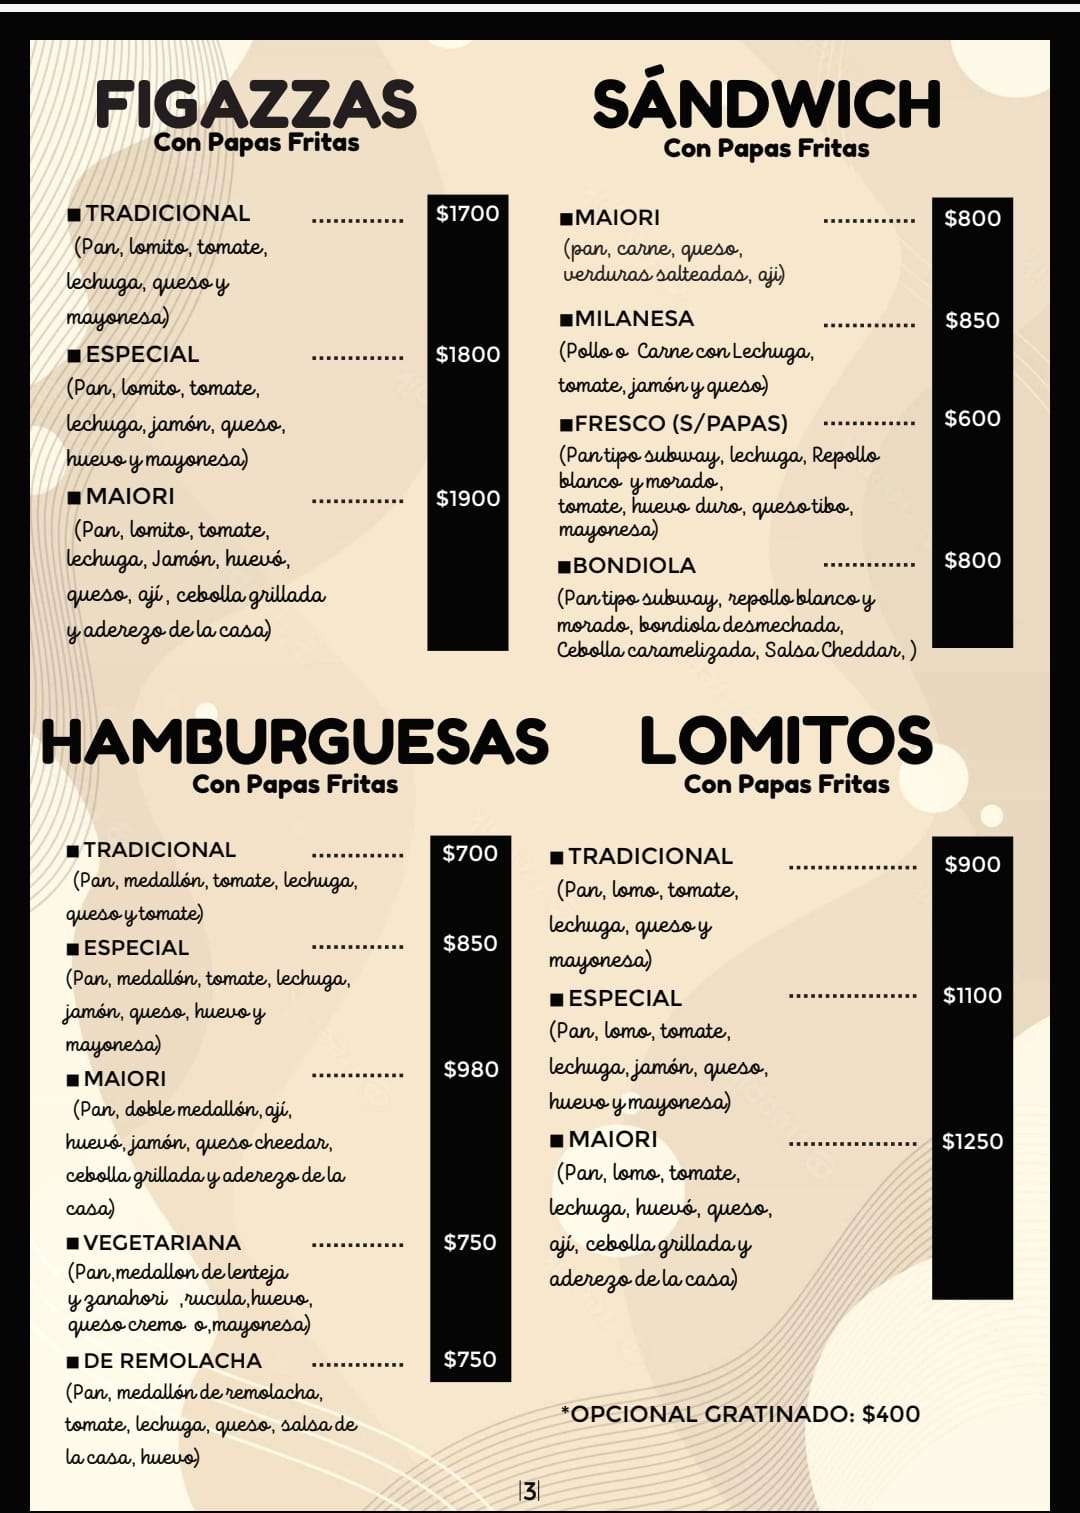 FIGAZZAS
Con Papas Fritas
■ TRADICIONAL ............. $1700
(Pan, lomito, tomate,
lechuga, queso y
mayonesa)
■ ESPECIAL ............. $1800
(Pan, lomito, tomate,
lechuga, jamón, queso,
huevo y mayonesa)
■ MAIORI ............. $1900
(Pan, lomito, tomate,
lechuga, Jamón, huevó,
queso, ají, cebolla grillada
y aderezo de la casa)
SÁNDWICH
Con Papas Fritas
■MAIORI ............. $800
(pan, carne, queso,
verduras salteadas, aji)
■MILANESA ............. $850
(Pollo o Carne con Lechuga,
tomate, jamón y queso)
■FRESCO (S/PAPAS) ............. $600
(Pan tipo subway, lechuga, Repollo
blanco y morado,
tomate, huevo duro, queso tibo,
mayonesa)
■BONDIOLA ............. $800
(Pan tipo subway, repollo blanco y
morado, bondiola desmechada,
Cebolla caramelizada, Salsa Cheddar, )
HAMBURGUESAS
Con Papas Fritas
■ TRADICIONAL ............. $700
(Pan, medallón, tomate, lechuga,
queso y tomate)
■ ESPECIAL ............. $850
(Pan, medallón, tomate, lechuga,
jamón, queso, huevo y
mayonesa)
■ MAIORI ............. $980
(Pan, doble medallón, ají,
huevó, jamón, queso cheedar,
cebolla grillada y aderezo de la
casa)
■ VEGETARIANA ............. $750
(Pan,medallon de lenteja
y zanahori ,rucula,huevo,
queso cremo o,mayonesa)
■ DE REMOLACHA ............. $750
(Pan, medallón de remolacha,
tomate, lechuga, queso, salsa de
la casa, huevo)
LOMITOS
Con Papas Fritas
■ TRADICIONAL .................. $900
(Pan, lomo, tomate,
lechuga, queso y
mayonesa)
■ ESPECIAL .................. $1100
(Pan, lomo, tomate,
lechuga, jamón, queso,
huevo y mayonesa)
■ MAIORI .................. $1250
(Pan, lomo, tomate,
lechuga, huevó, queso,
ají, cebolla grillada y
aderezo de la casa)
*OPCIONAL GRATINADO: $400
|3|